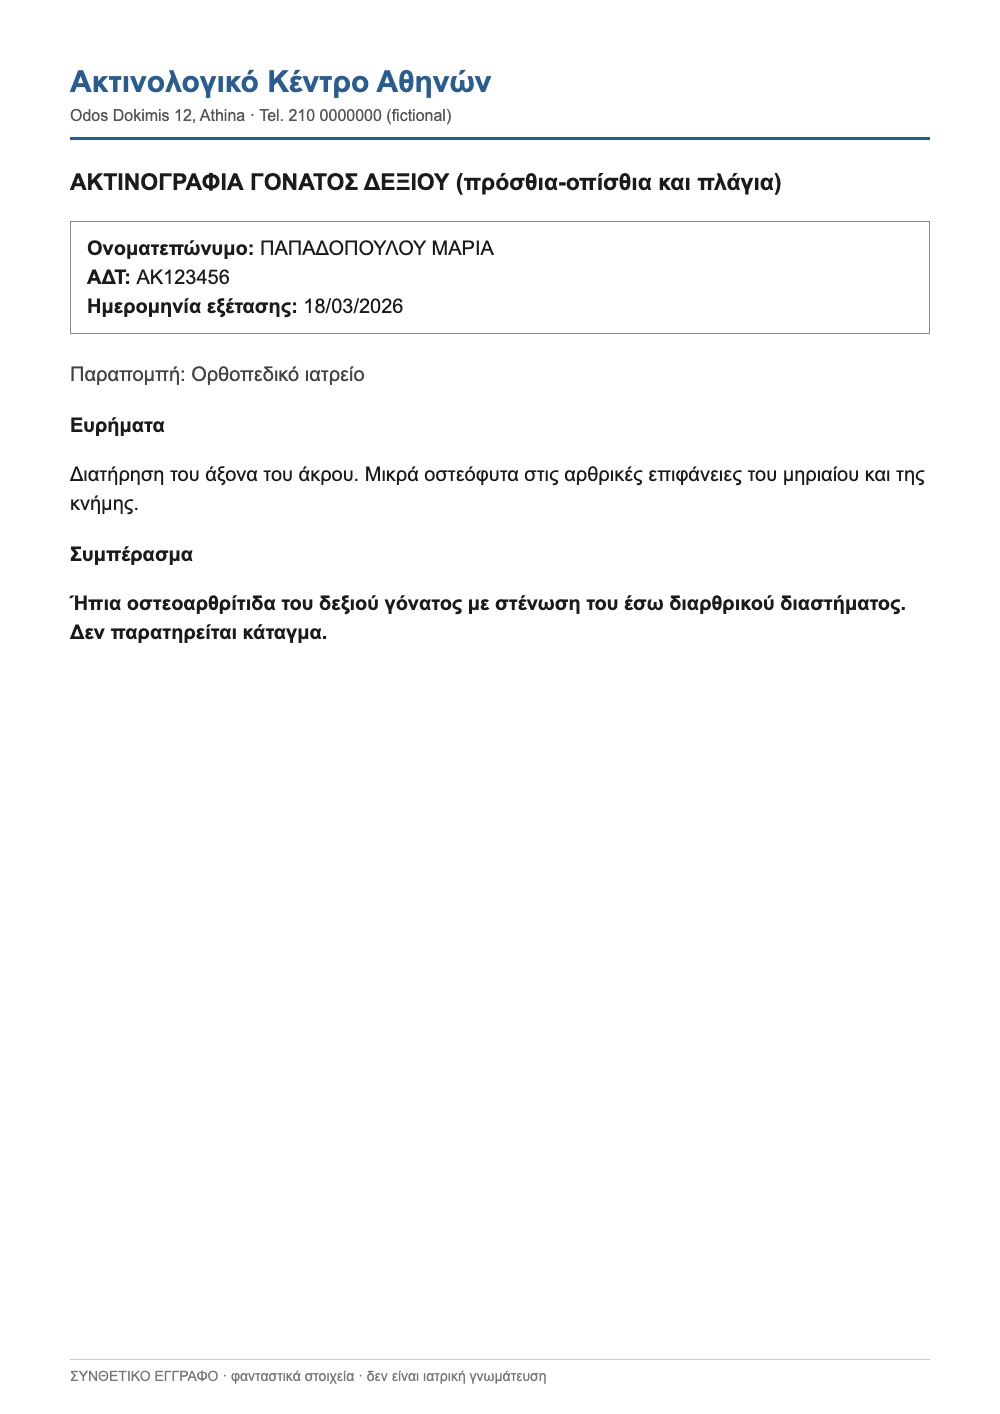 Ακτινολογικό Κέντρο Αθηνών
Odos Dokimis 12, Athina · Tel. 210 0000000 (fictional)
ΑΚΤΙΝΟΓΡΑΦΙΑ ΓΟΝΑΤΟΣ ΔΕΞΙΟΥ (πρόσθια-οπίσθια και πλάγια)
Ονοματεπώνυμο: ΠΑΠΑΔΟΠΟΥΛΟΥ ΜΑΡΙΑ
ΑΔΤ: ΑΚ123456
Ημερομηνία εξέτασης: 18/03/2026
Παραπομπή: Ορθοπεδικό ιατρείο
Ευρήματα
Διατήρηση του άξονα του άκρου. Μικρά οστεόφυτα στις αρθρικές επιφάνειες του μηριαίου και της
κνήμης.
Συμπέρασμα
Ήπια οστεοαρθρίτιδα του δεξιού γόνατος με στένωση του έσω διαρθρικού διαστήματος.
Δεν παρατηρείται κάταγμα.
ΣΥΝΘΕΤΙΚΟ ΕΓΓΡΑΦΟ · φανταστικά στοιχεία · δεν είναι ιατρική γνωμάτευση